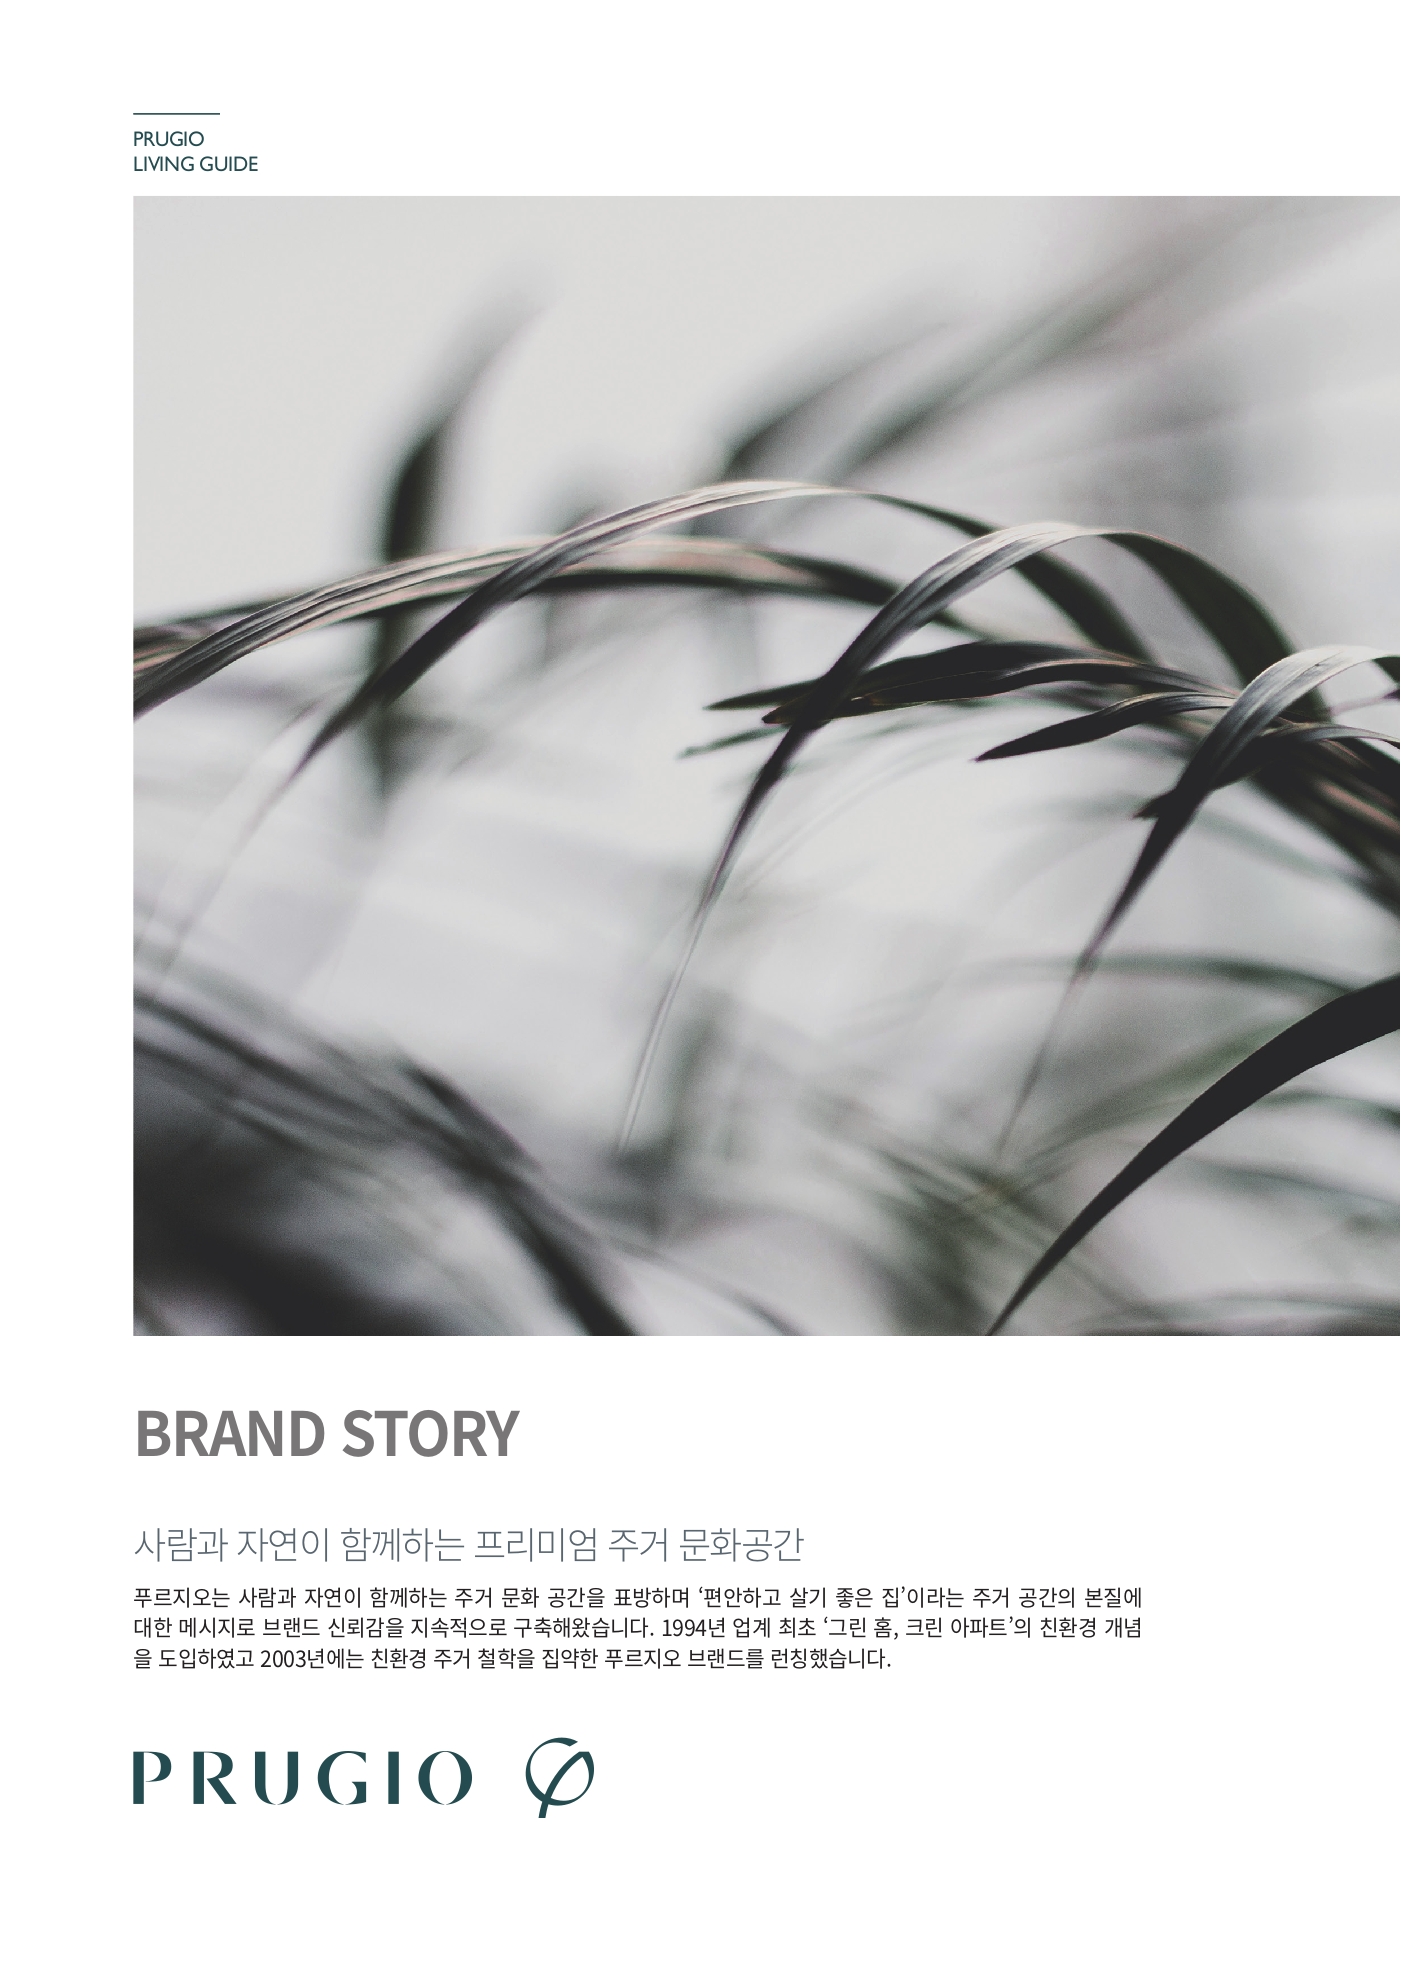 PRUGIO
LIVING GUIDE
BRAND STORY
사람과 자연이 함께하는 프리미엄 주거 문화공간
푸르지오는 사람과 자연이 함께하는 주거 문화 공간을 표방하며 ‘편안하고 살기 좋은 집’이라는 주거 공간의 본질에
대한 메시지로 브랜드 신뢰감을 지속적으로 구축해왔습니다. 1994년 업계 최초 ‘그린 홈, 크린 아파트’의 친환경 개념
을 도입하였고 2003년에는 친환경 주거 철학을 집약한 푸르지오 브랜드를 런칭했습니다.
PRUGIO